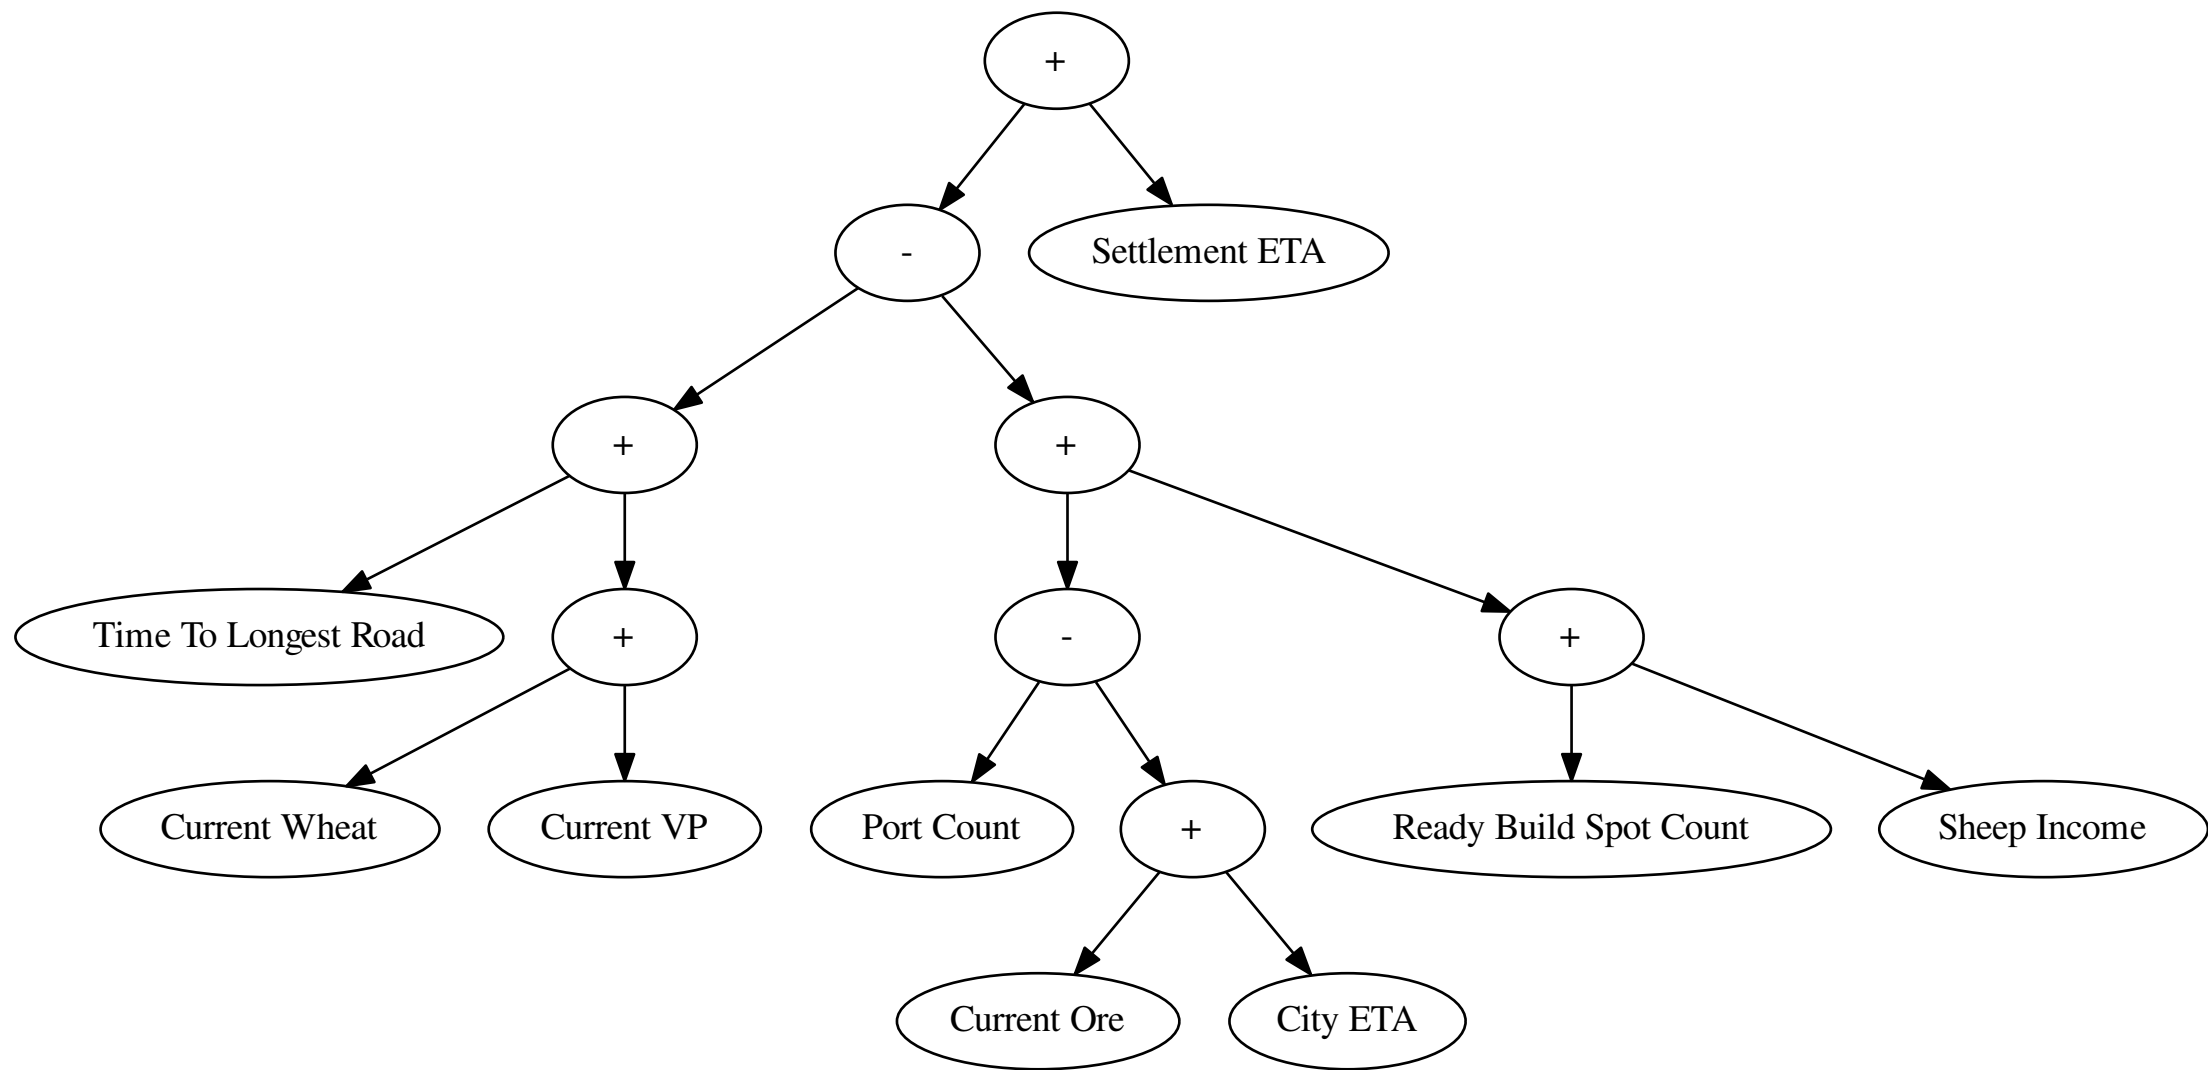 +
-
Settlement ETA
+
+
Time To Longest Road
+
-
+
Current Wheat
Current VP
Port Count
+
Ready Build Spot Count
Sheep Income
Current Ore
City ETA